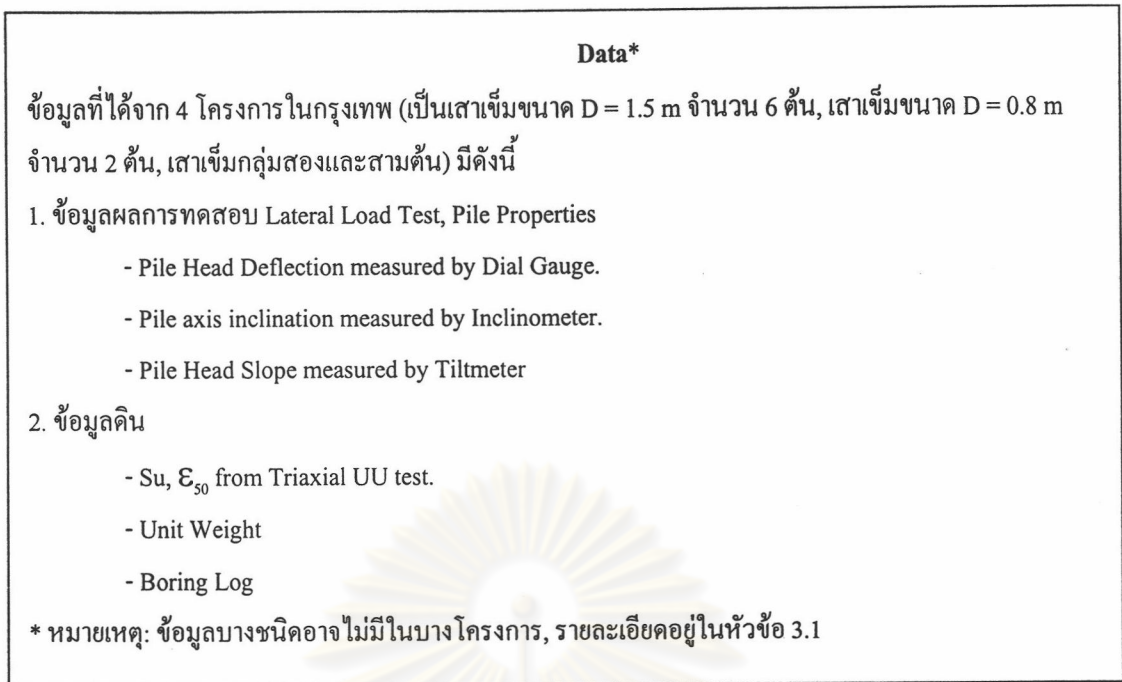 Data*
ข้อมูลที่ได้จาก 4 โครงการในกรุงเทพ (เป็นเสาเข็มขนาด D = 1.5 m จำนวน 6 ต้น, เสาเข็มขนาด D = 0.8 m
จำนวน 2 ต้น, เสาเข็มกลุ่มสองและสามต้น) มีดังนี้
1. ข้อมูลผลการทดสอบ Lateral Load Test, Pile Properties
- Pile Head Deflection measured by Dial Gauge.
- Pile axis inclination measured by Inclinometer.
- Pile Head Slope measured by Tiltmeter
2. ข้อมูลดิน
- Su, ε50 from Triaxial UU test.
- Unit Weight
- Boring Log
* หมายเหตุ: ข้อมูลบางชนิดอาจไม่มีในบางโครงการ, รายละเอียดอยู่ในหัวข้อ 3.1